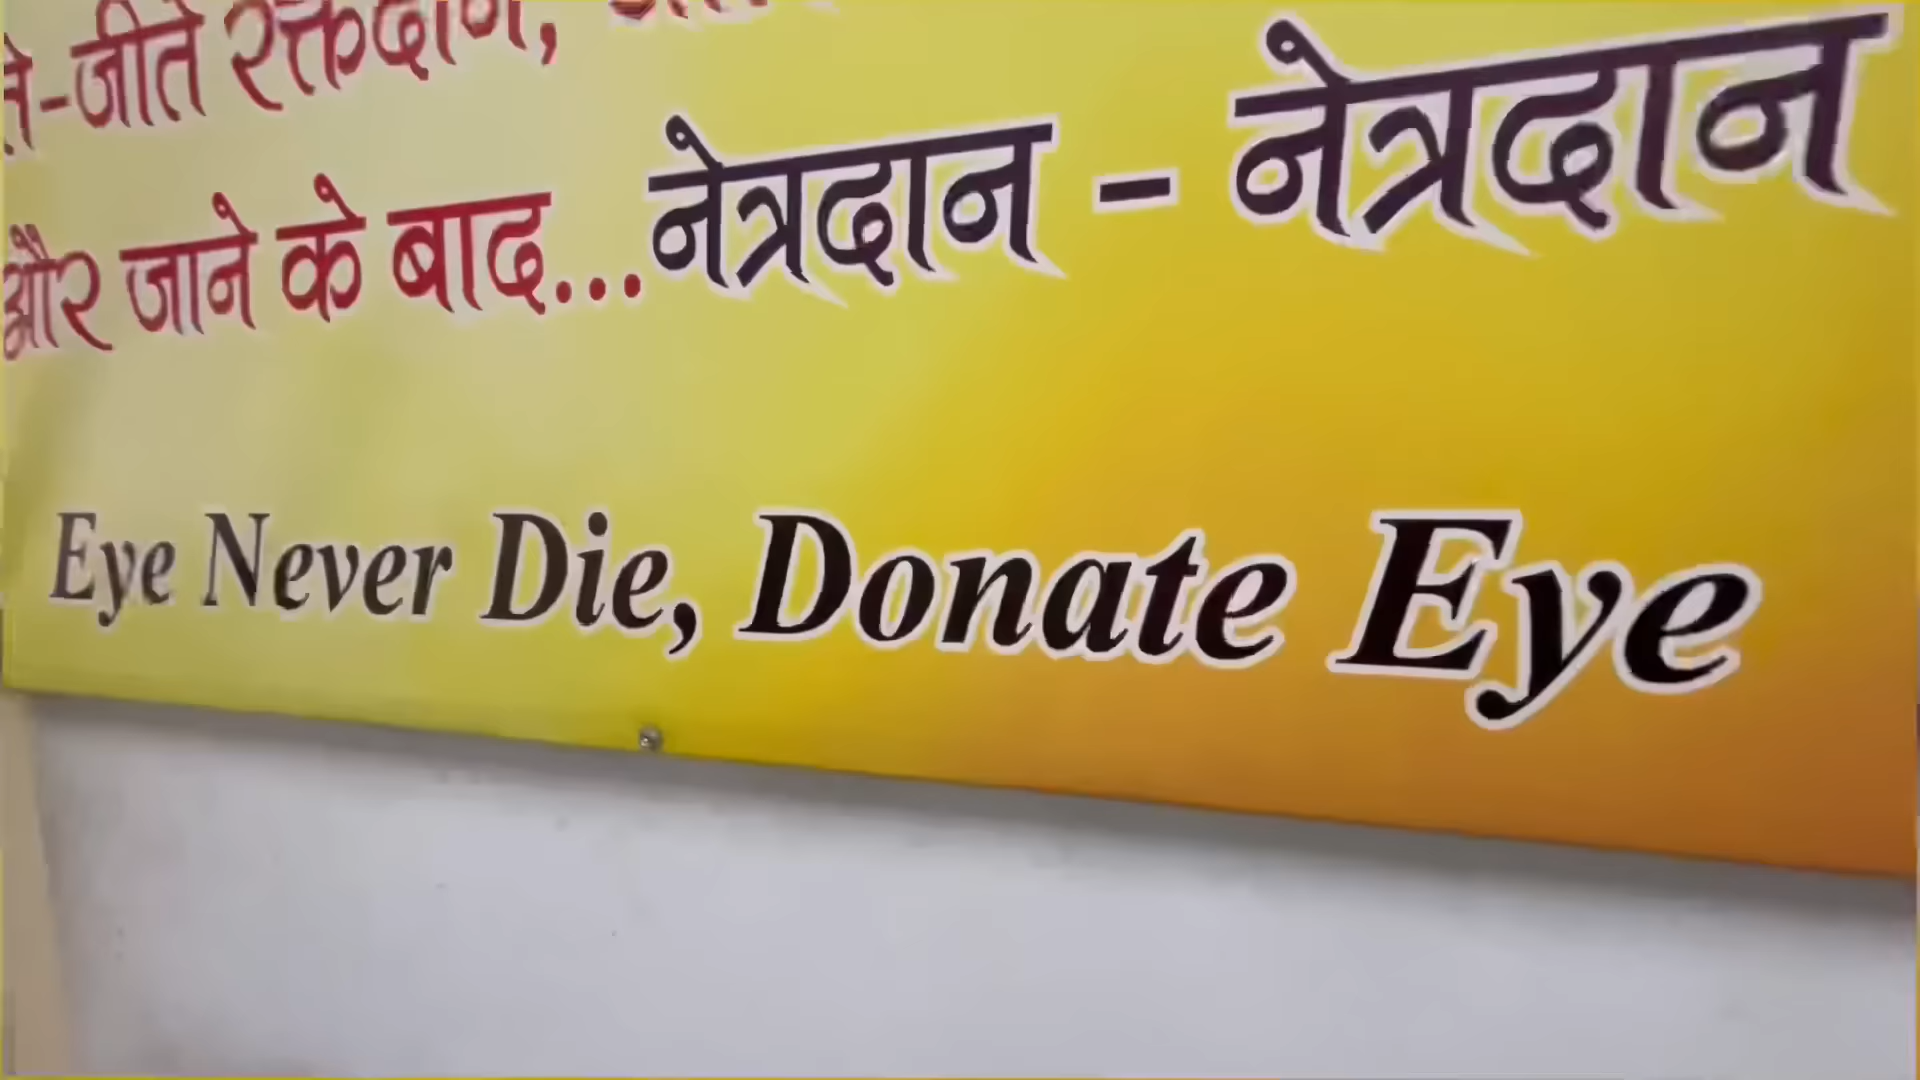 -जीते रक्तदान,
और जाने के बाद...नेत्रदान - नेत्रदान
Eye Never Die, Donate Eye